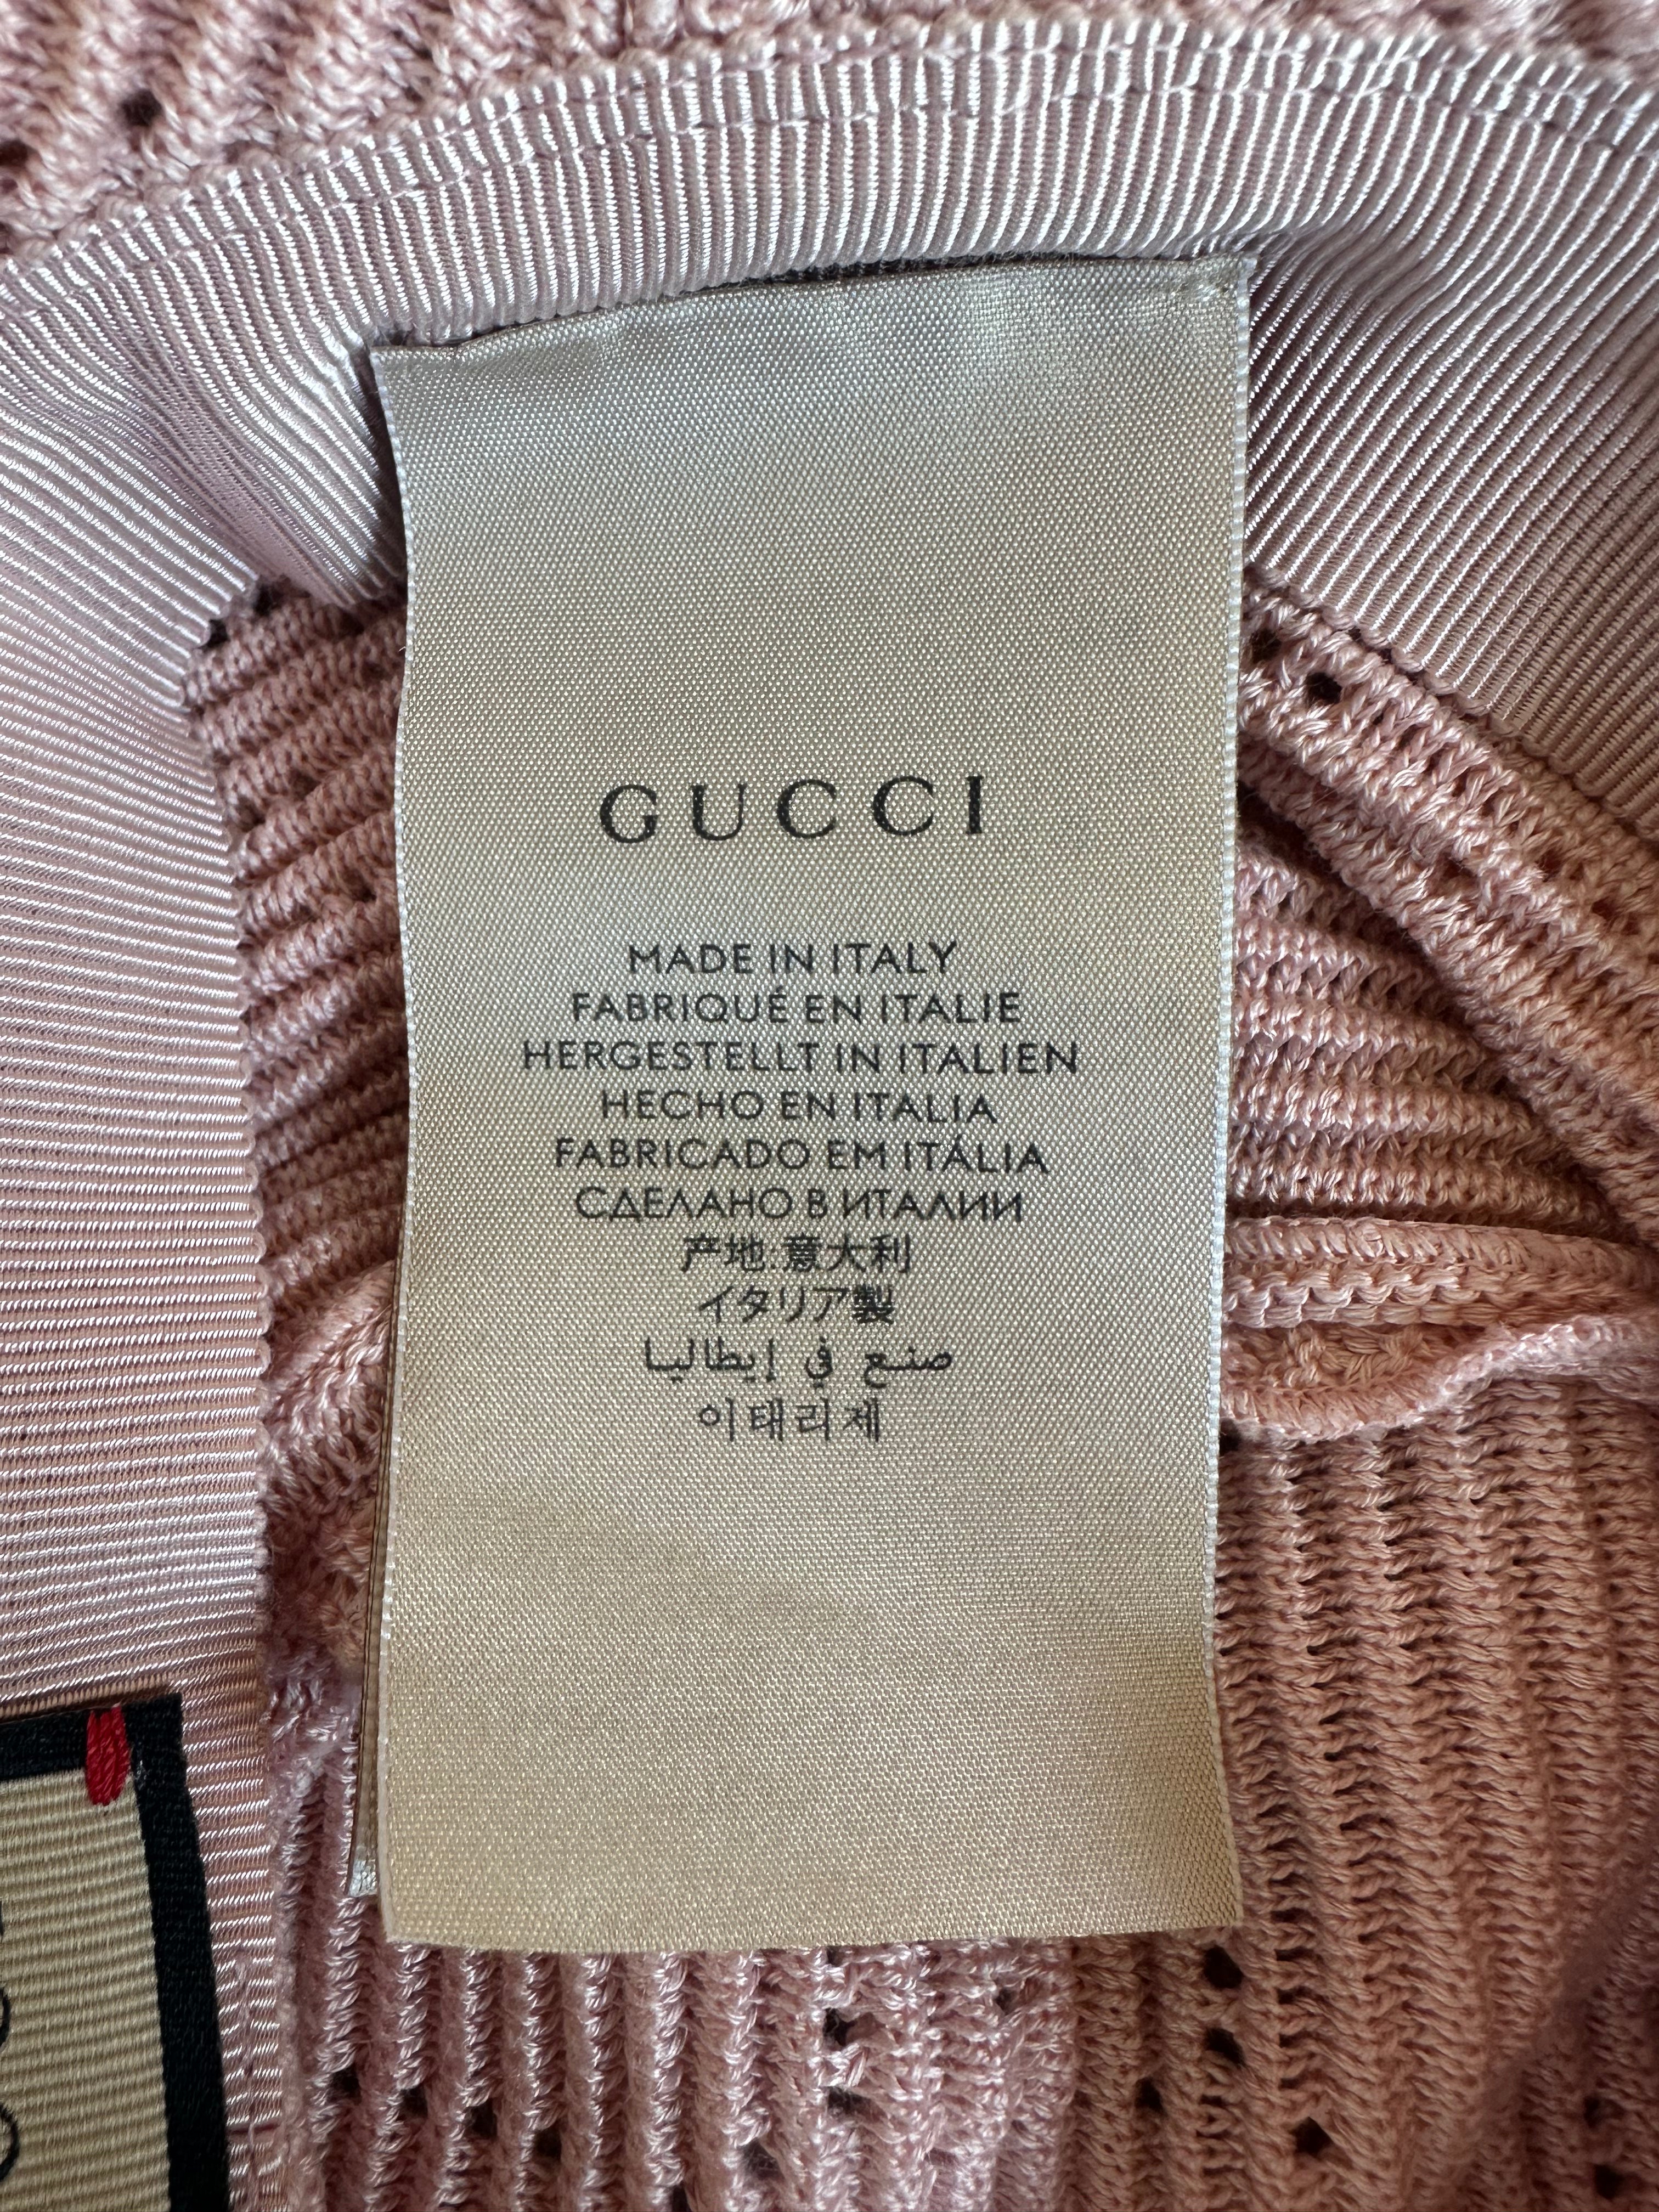 GUCCI
MADE IN ITALY
FABRIQUÉ EN ITALIE
HERGESTELLT IN ITALIEN
HECHO EN ITALIA
FABRICADO EM ITÁLIA
СДЕЛАНО В ИТАЛИИ
产地:意大利
イタリア製
صنع في إيطاليا
이태리제